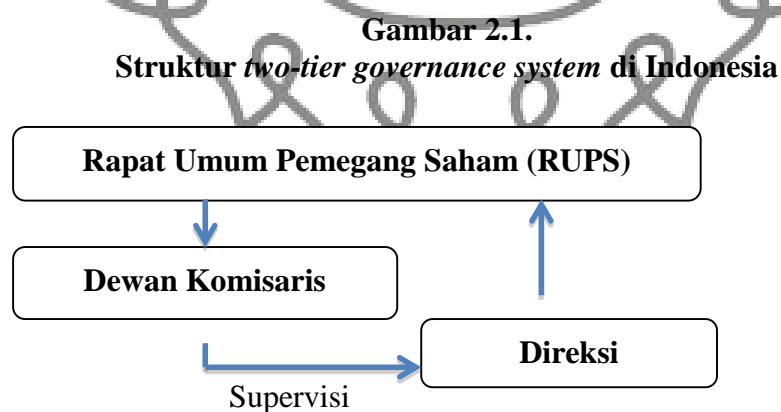 Gambar 2.1.
Struktur two-tier governance system di Indonesia
Rapat Umum Pemegang Saham (RUPS)
Dewan Komisaris
Direksi
Supervisi